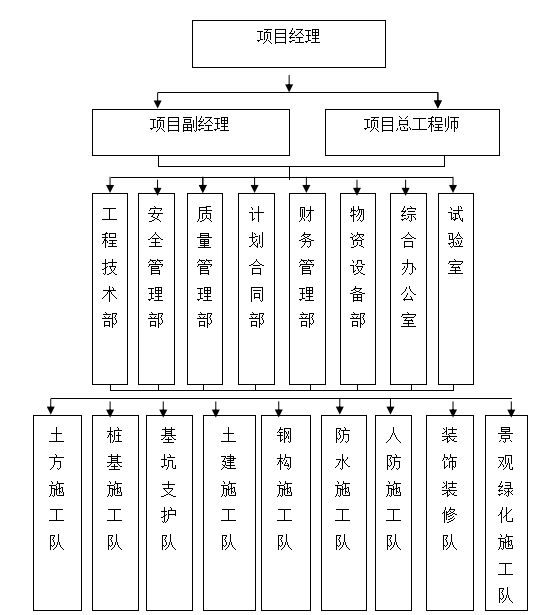 项目经理
项目副经理
项目总工程师
工程技术部
安全管理部
质量管理部
计划合同部
财务管理部
物资设备部
综合办公室
试验室
土方施工队
桩基施工队
基坑支护队
土建施工队
钢构施工队
防水施工队
人防施工队
装饰装修队
景观绿化施工队